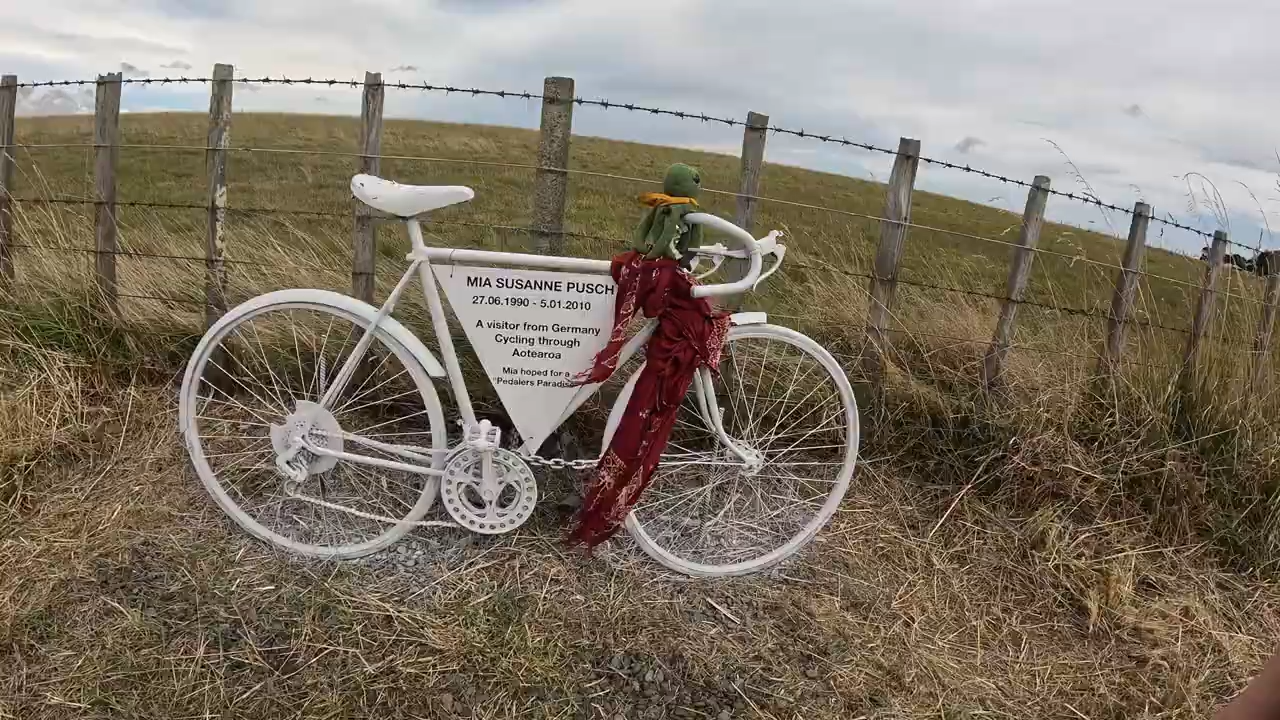 MIA SUSANNE PUSCH
27.06.1990 - 5.01.2010
A visitor from Germany
Cycling through
Aotearoa
Mia hoped for a
"Pedalers Paradise